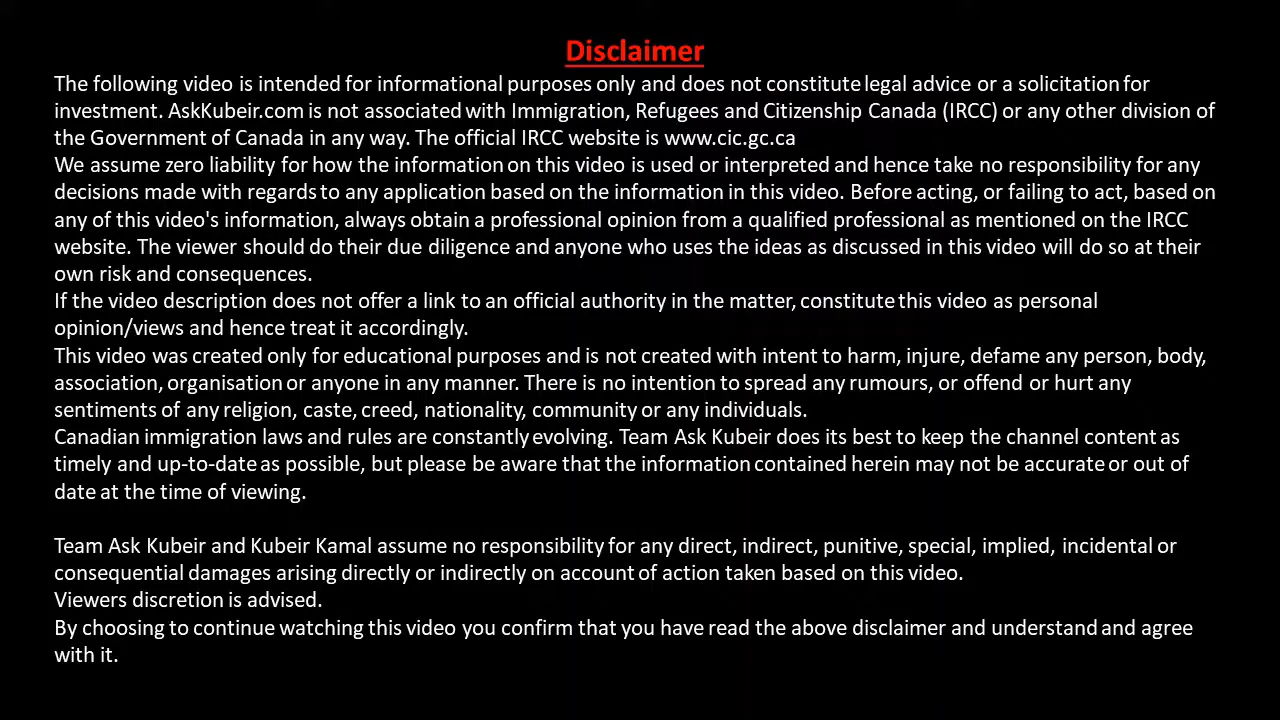 Disclaimer
The following video is intended for informational purposes only and does not constitute legal advice or a solicitation for
investment. AskKubeir.com is not associated with Immigration, Refugees and Citizenship Canada (IRCC) or any other division of
the Government of Canada in any way. The official IRCC website is www.cic.gc.ca
We assume zero liability for how the information on this video is used or interpreted and hence take no responsibility for any
decisions made with regards to any application based on the information in this video. Before acting, or failing to act, based on
any of this video's information, always obtain a professional opinion from a qualified professional as mentioned on the IRCC
website. The viewer should do their due diligence and anyone who uses the ideas as discussed in this video will do so at their
own risk and consequences.
If the video description does not offer a link to an official authority in the matter, constitute this video as personal
opinion/views and hence treat it accordingly.
This video was created only for educational purposes and is not created with intent to harm, injure, defame any person, body,
association, organisation or anyone in any manner. There is no intention to spread any rumours, or offend or hurt any
sentiments of any religion, caste, creed, nationality, community or any individuals.
Canadian immigration laws and rules are constantly evolving. Team Ask Kubeir does its best to keep the channel content as
timely and up-to-date as possible, but please be aware that the information contained herein may not be accurate or out of
date at the time of viewing.
Team Ask Kubeir and Kubeir Kamal assume no responsibility for any direct, indirect, punitive, special, implied, incidental or
consequential damages arising directly or indirectly on account of action taken based on this video.
Viewers discretion is advised.
By choosing to continue watching this video you confirm that you have read the above disclaimer and understand and agree
with it.